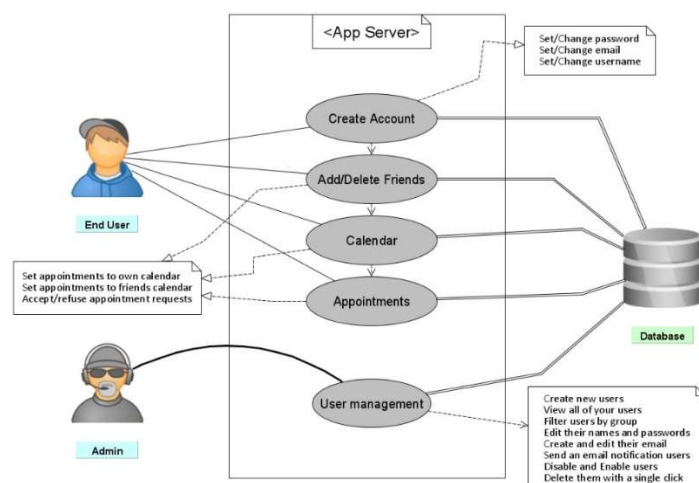 <App Server>
Set/Change password
Set/Change email
Set/Change username
Create Account
Add/Delete Friends
End User
Calendar
Set appointments to own calendar
Set appointments to friends calendar
Accept/refuse appointment requests
Appointments
Database
User management
Admin
Create new users
View all of your users
Filter users by group
Edit their names and passwords
Create and edit their email
Send an email notification users
Disable and Enable users
Delete them with a single click